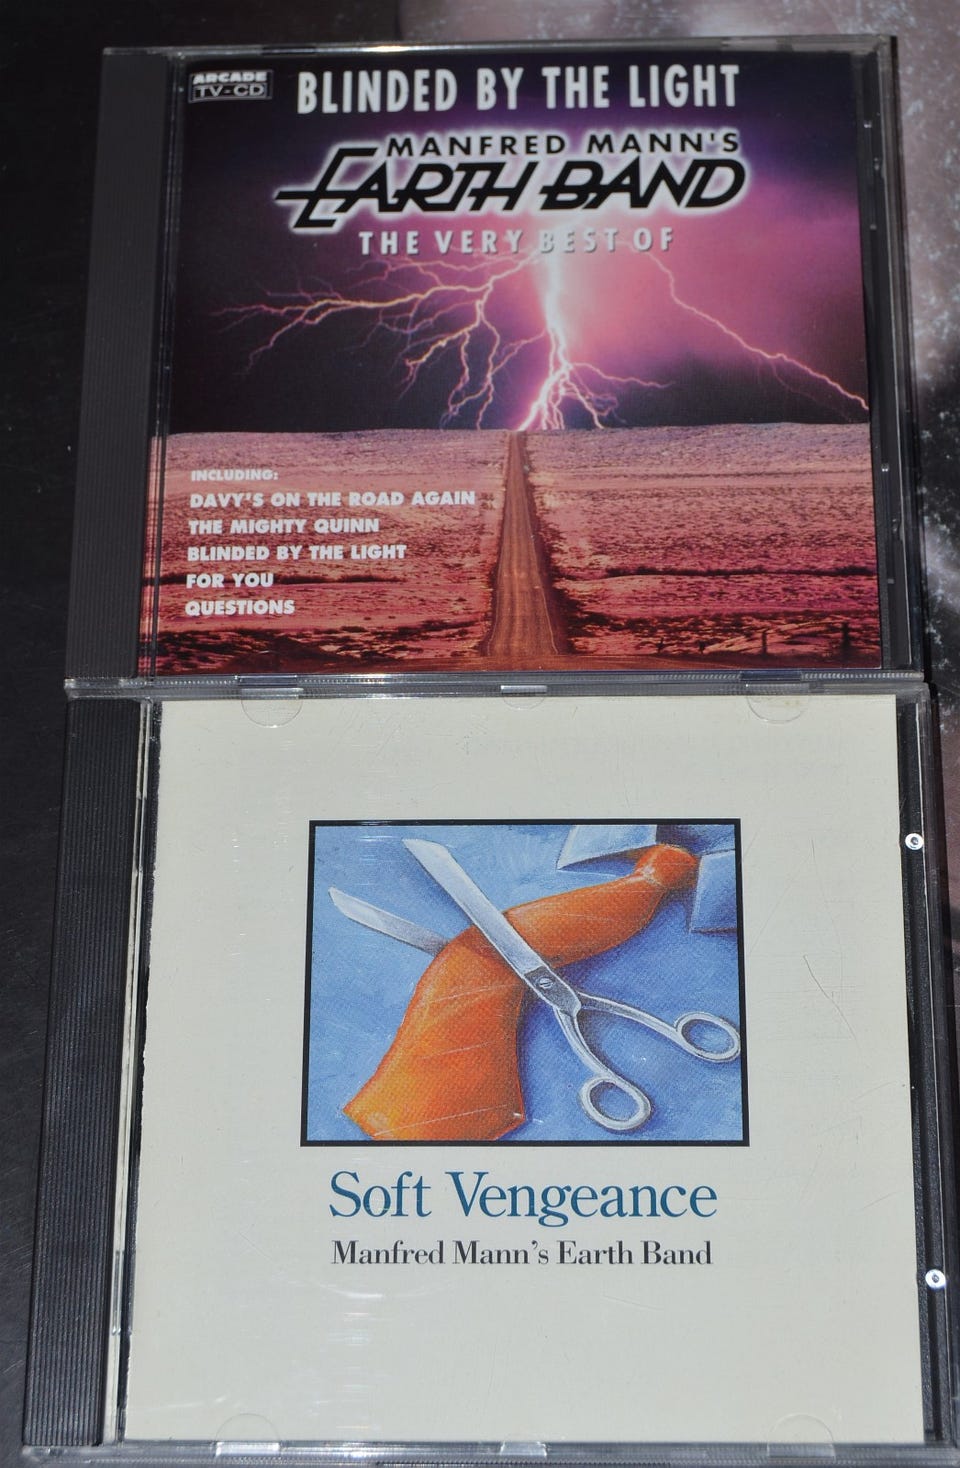 ARCADE
TV-CD
BLINDED BY THE LIGHT
MANFRED MANN'S
EARTH BAND
THE VERY BEST OF
INCLUDING:
DAVY'S ON THE ROAD AGAIN
THE MIGHTY QUINN
BLINDED BY THE LIGHT
FOR YOU
QUESTIONS
Soft Vengeance
Manfred Mann's Earth Band